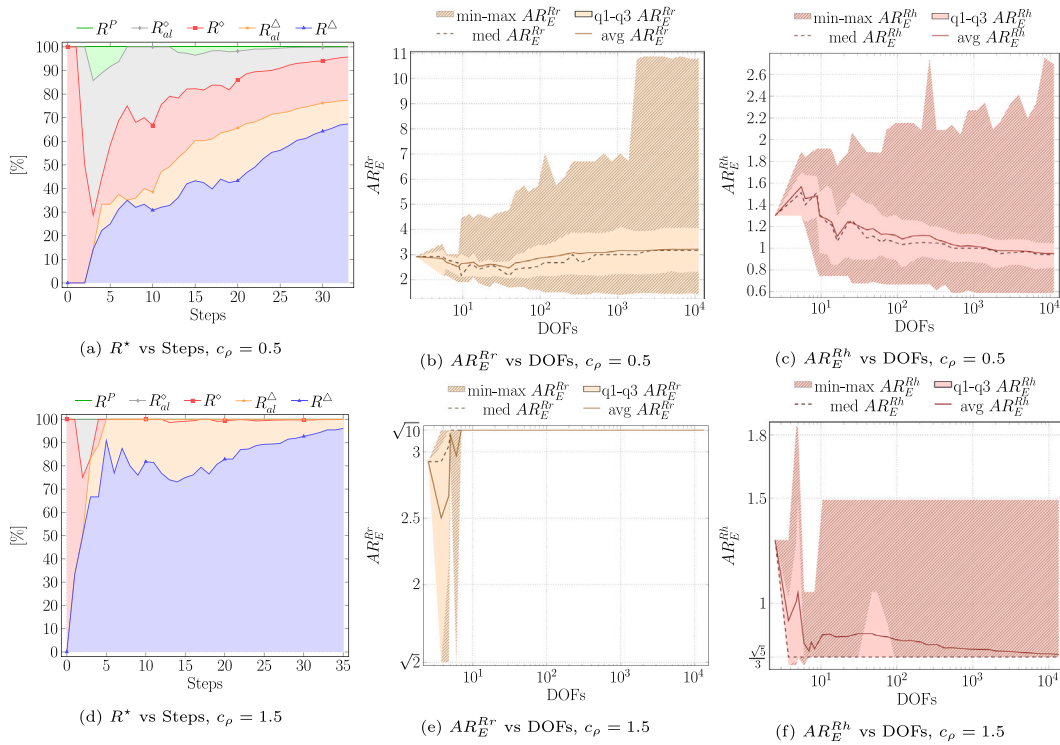 R^P R_{al}^⋄ R^⋄ R_{al}^△ R^△
100
90
80
70
60
50
40
30
20
10
0
[%]
0 5 10 15 20 25 30
Steps
(a) R^⋆ vs Steps, c_ρ = 0.5
min-max AR_E^{Rr} q1-q3 AR_E^{Rr}
med AR_E^{Rr} avg AR_E^{Rr}
11
10
9
8
7
6
5
4
3
2
AR_E^{Rr}
10^1 10^2 10^3 10^4
DOFs
(b) AR_E^{Rr} vs DOFs, c_ρ = 0.5
min-max AR_E^{Rh} q1-q3 AR_E^{Rh}
med AR_E^{Rh} avg AR_E^{Rh}
2.6
2.4
2.2
2
1.8
1.6
1.4
1.2
1
0.8
0.6
AR_E^{Rh}
10^1 10^2 10^3 10^4
DOFs
(c) AR_E^{Rh} vs DOFs, c_ρ = 0.5
R^P R_{al}^⋄ R^⋄ R_{al}^△ R^△
100
90
80
70
60
50
40
30
20
10
0
[%]
0 5 10 15 20 25 30 35
Steps
(d) R^⋆ vs Steps, c_ρ = 1.5
min-max AR_E^{Rr} q1-q3 AR_E^{Rr}
med AR_E^{Rr} avg AR_E^{Rr}
√10
3
2.5
2
√2
AR_E^{Rr}
10^1 10^2 10^3 10^4
DOFs
(e) AR_E^{Rr} vs DOFs, c_ρ = 1.5
min-max AR_E^{Rh} q1-q3 AR_E^{Rh}
med AR_E^{Rh} avg AR_E^{Rh}
1.8
1.5
1
√5/3
AR_E^{Rh}
10^1 10^2 10^3 10^4
DOFs
(f) AR_E^{Rh} vs DOFs, c_ρ = 1.5